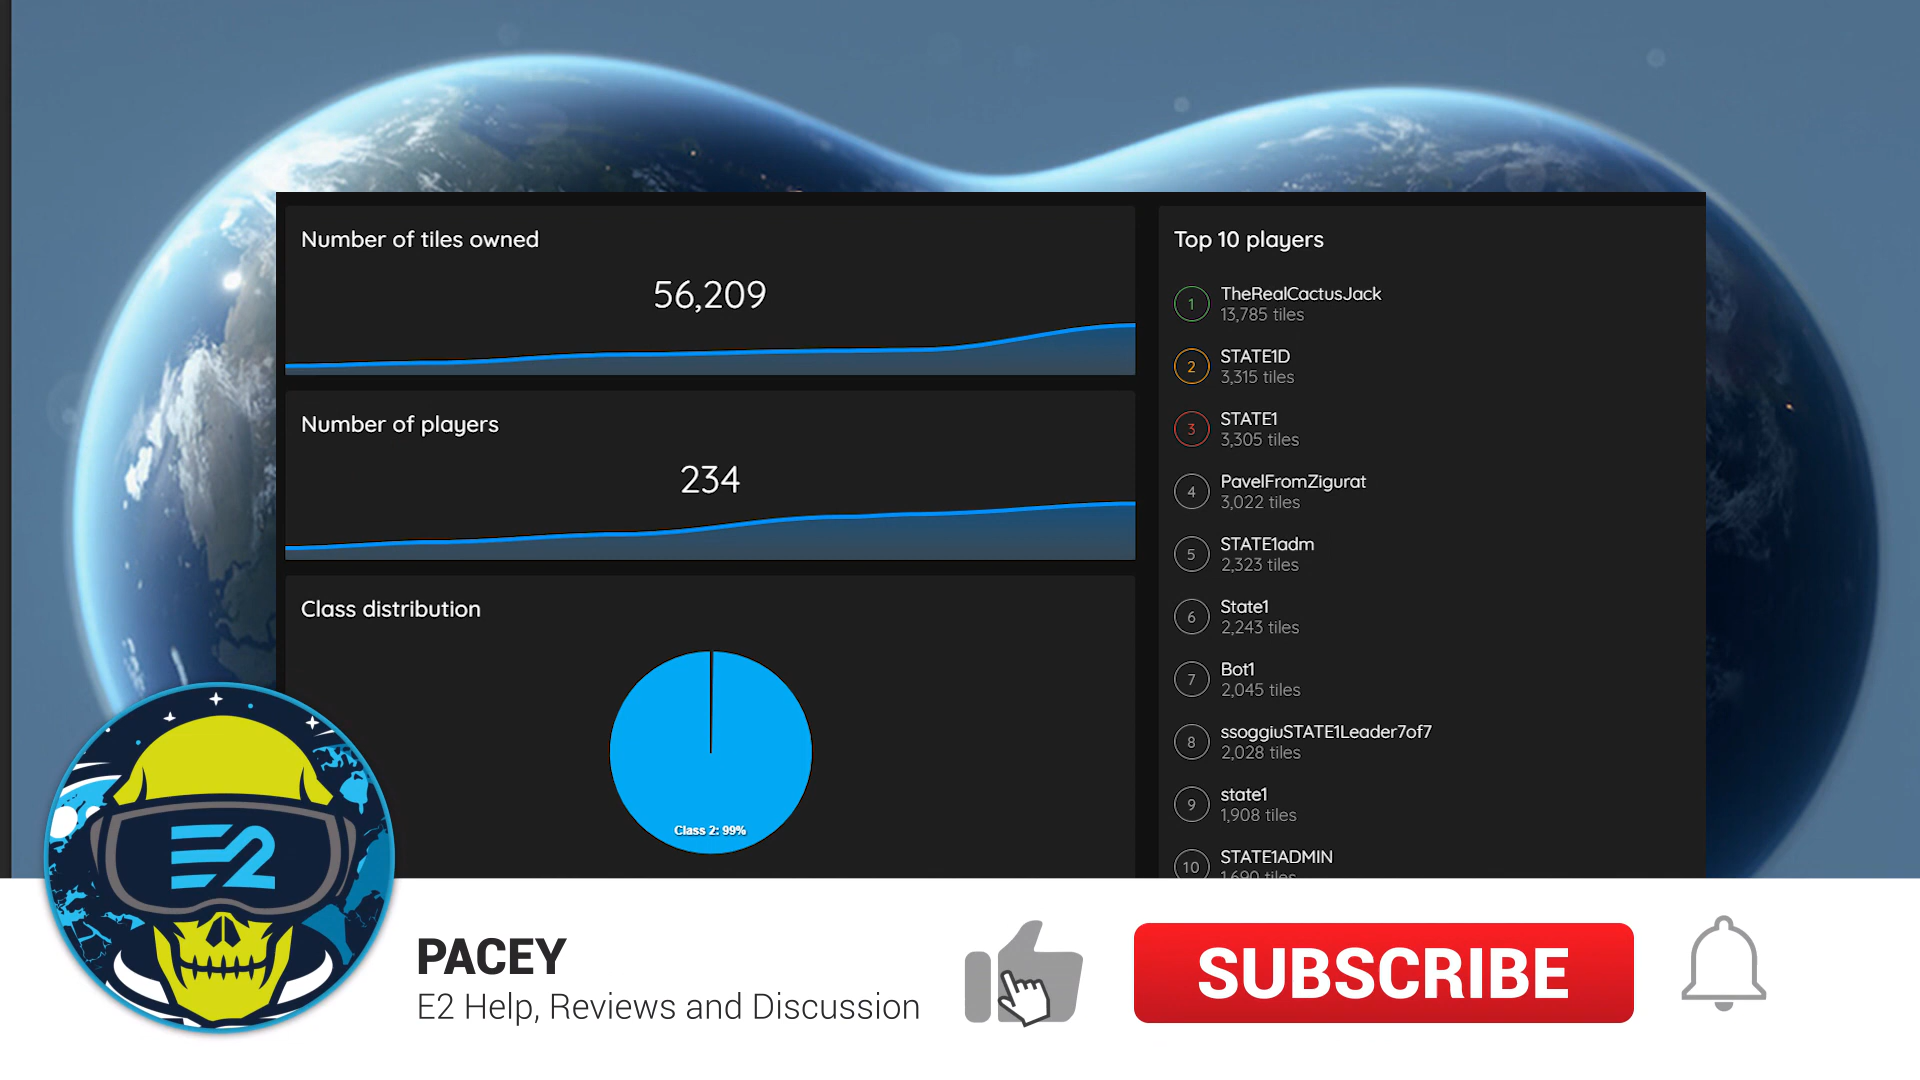 Number of tiles owned
56,209
Number of players
234
Class distribution
Class 2: 99%
Top 10 players
1
TheRealCactusJack
13,785 tiles
2
STATE1D
3,315 tiles
3
STATE1
3,305 tiles
4
PavelFromZigurat
3,022 tiles
5
STATE1adm
2,323 tiles
6
State1
2,243 tiles
7
Bot1
2,045 tiles
8
ssoggiuSTATE1Leader7of7
2,028 tiles
9
state1
1,908 tiles
10
STATE1ADMIN
1,690 tiles
E2
PACEY
E2 Help, Reviews and Discussion
SUBSCRIBE